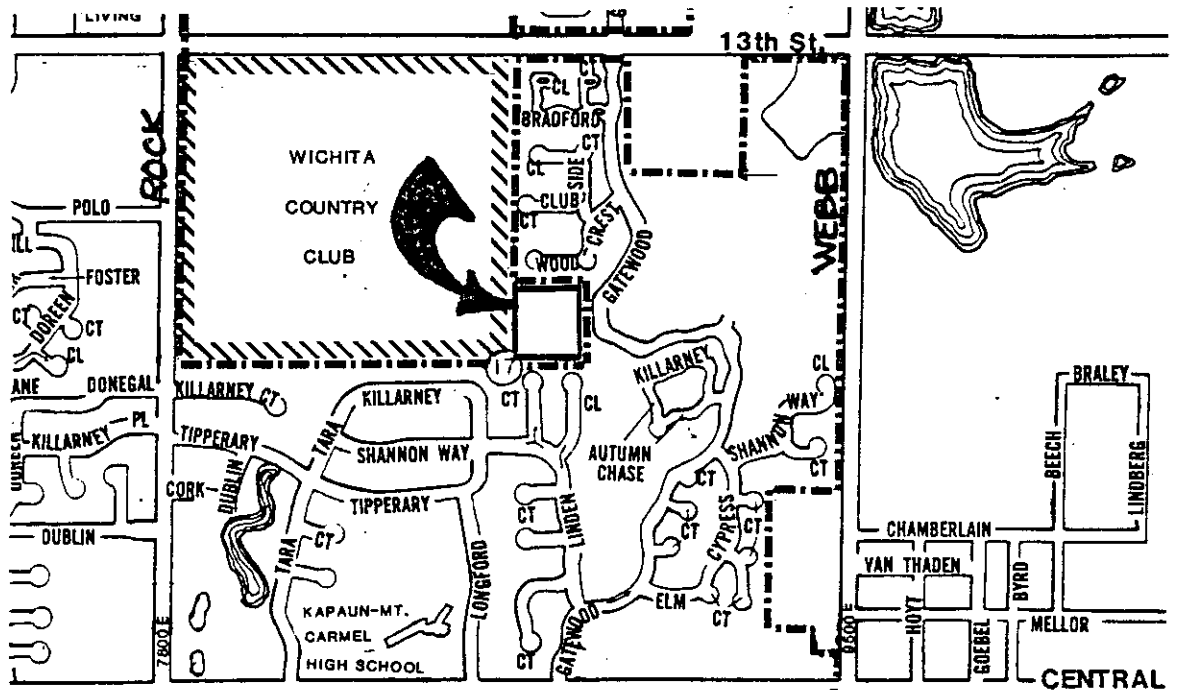 LIVING
13th St.
ROCK
WICHITA
COUNTRY
CLUB
CT
CL
BRADFORD
CT
CL
SIDE
CLUB
CT
CREST
WOOD
GATEWOOD
WEBB
POLO
FOSTER
DOREEN
CT
CT
CL
DONEGAL
KILLARNEY CT
KILLARNEY
PL
KILLARNEY
TIPPERARY
TARA
SHANNON WAY
TIPPERARY
CORK
DUBLIN
DUBLIN
CT
TARA
LONGFORD
CT
CL
CT
CT
LINDEN
KILLARNEY
AUTUMN
CHASE
SHANNON
WAY
CL
CT
CT
CT
CT
CYPRESS
ELM
CT
GATEWOOD
KAPAUN-MT.
CARMEL
HIGH SCHOOL
7800 E
9600 E
BRALEY
BEECH
LINDBERG
CHAMBERLAIN
VAN THADEN
BYRD
HOYT
GOEBEL
MELLOR
CENTRAL